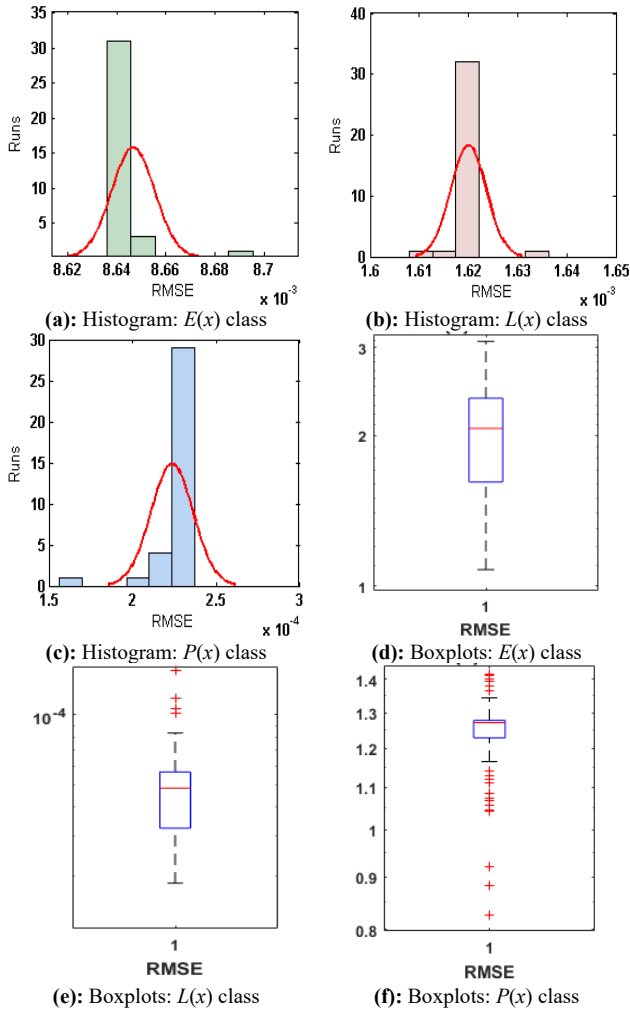 35
30
25
20
15
10
5
Runs
8.62 8.64 8.66 8.68 8.7
RMSE
x 10⁻³
(a): Histogram: E(x) class
40
30
20
10
0
Runs
1.6 1.61 1.62 1.63 1.64 1.65
RMSE
x 10⁻³
(b): Histogram: L(x) class
30
25
20
15
10
5
0
Runs
1.5 2 2.5 3
RMSE
x 10⁻⁴
(c): Histogram: P(x) class
3
2
1
1
RMSE
(d): Boxplots: E(x) class
10⁻⁴
1
RMSE
(e): Boxplots: L(x) class
1.4
1.3
1.2
1.1
1
0.9
0.8
1
RMSE
(f): Boxplots: P(x) class